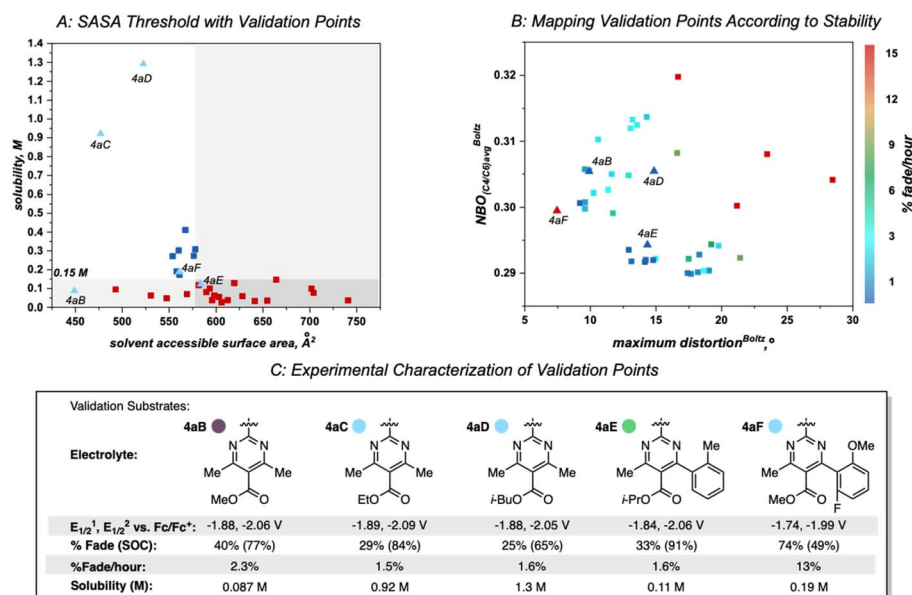 A: SASA Threshold with Validation Points
B: Mapping Validation Points According to Stability
solubility, M
1.4
1.3
1.2
1.1
1.0
0.9
0.8
0.7
0.6
0.5
0.4
0.3
0.2
0.1
0.0
4aD
4aC
4aF
4aE
4aB
0.15 M
450
500
550
600
650
700
750
solvent accessible surface area, Å²
NBO(C4/C6)avg Boltz
0.32
0.31
0.30
0.29
4aB
4aD
4aF
4aE
5
10
15
20
25
30
maximum distortion Boltz, °
15
12
9
6
3
1
% fade/hour
C: Experimental Characterization of Validation Points
Validation Substrates:
4aB 4aC 4aD 4aE 4aF
Electrolyte:
N N Me Me MeO O
N N Me Me EtO O
N N Me Me i-BuO O
N N Me Me i-PrO O
N N OMe Me MeO O F
E1/2¹, E1/2² vs. Fc/Fc⁺: -1.88, -2.06 V -1.89, -2.09 V -1.88, -2.05 V -1.84, -2.06 V -1.74, -1.99 V
% Fade (SOC): 40% (77%) 29% (84%) 25% (65%) 33% (91%) 74% (49%)
%Fade/hour: 2.3% 1.5% 1.6% 1.6% 13%
Solubility (M): 0.087 M 0.92 M 1.3 M 0.11 M 0.19 M